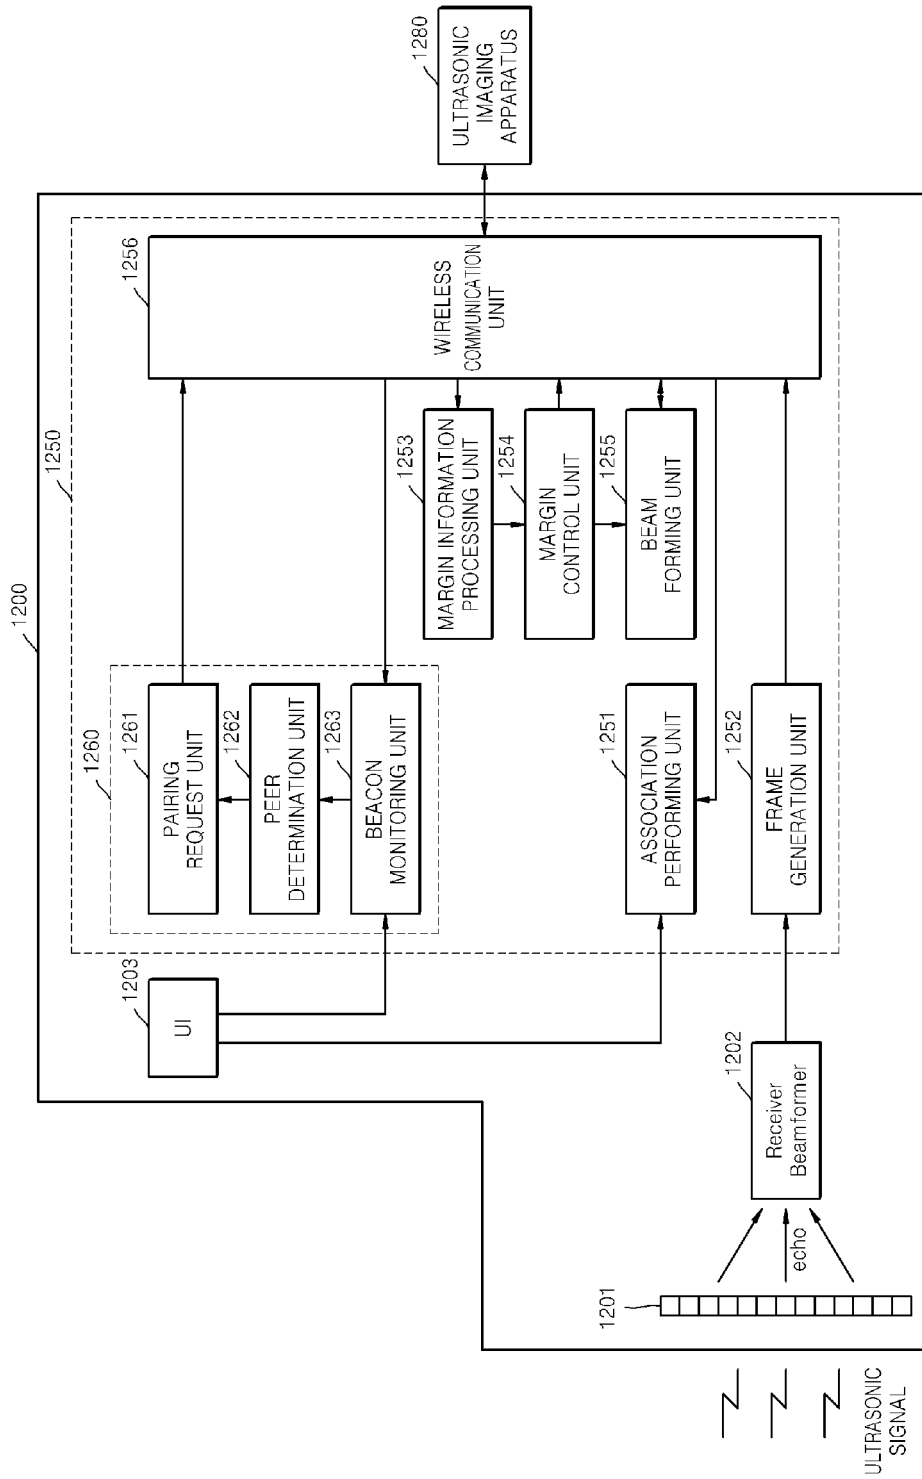 1200
1250
1260
1203
UI
1261
PAIRING
REQUEST UNIT
1262
PEER
DETERMINATION UNIT
1263
BEACON
MONITORING UNIT
1256
WIRELESS
COMMUNICATION
UNIT
1280
ULTRASONIC
IMAGING
APPARATUS
1253
MARGIN INFORMATION
PROCESSING UNIT
1254
MARGIN
CONTROL UNIT
1255
BEAM
FORMING UNIT
1251
ASSOCIATION
PERFORMING UNIT
1252
FRAME
GENERATION UNIT
1202
Receiver
Beamformer
echo
1201
ULTRASONIC
SIGNAL